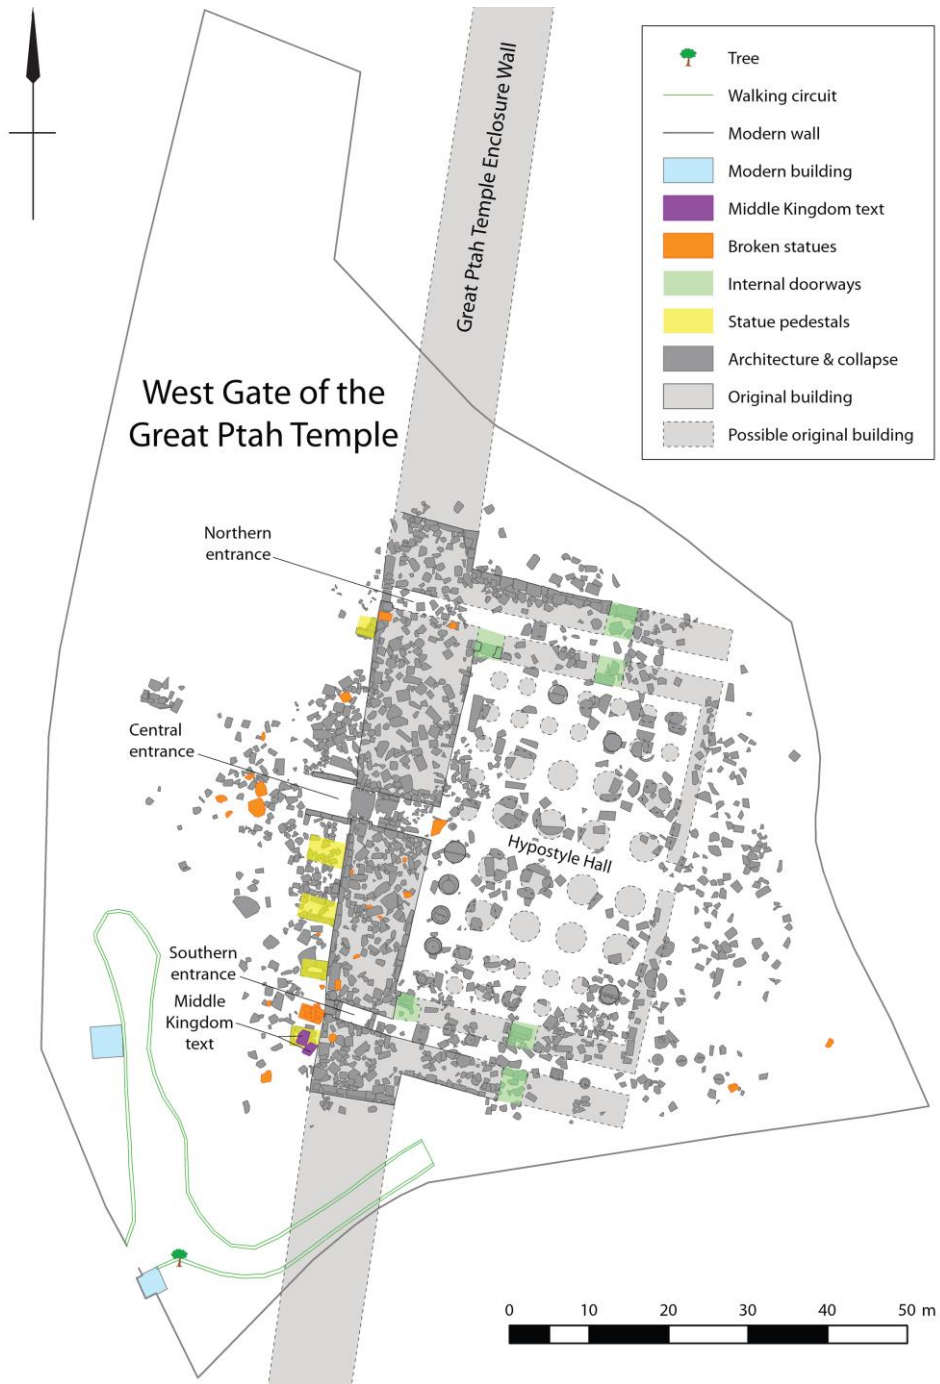 Great Ptah Temple Enclosure Wall
Tree
Walking circuit
Modern wall
Modern building
Middle Kingdom text
Broken statues
Internal doorways
Statue pedestals
Architecture & collapse
Original building
Possible original building
West Gate of the
Great Ptah Temple
Northern
entrance
Central
entrance
Hypostyle Hall
Southern
entrance
Middle
Kingdom
text
0 10 20 30 40 50 m